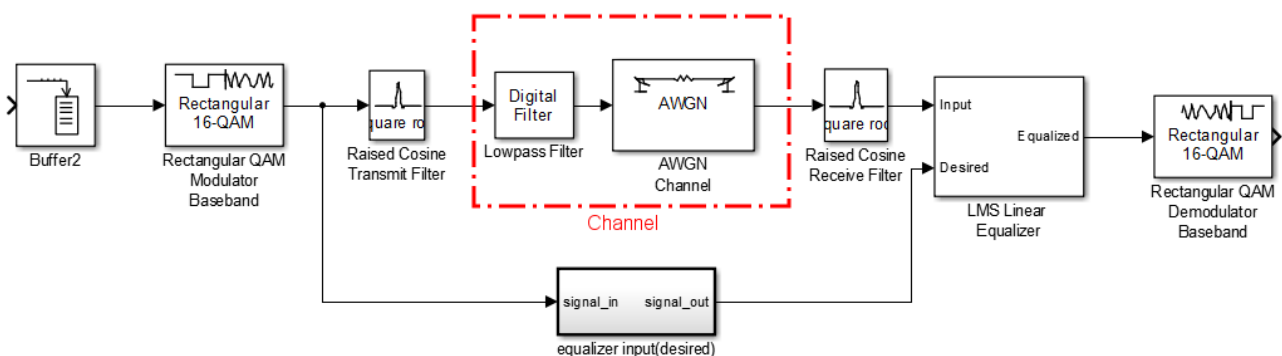 Buffer2
Rectangular
16-QAM
Rectangular QAM
Modulator
Baseband
quare roo
Raised Cosine
Transmit Filter
Digital
Filter
Lowpass Filter
AWGN
AWGN
Channel
Channel
quare roo
Raised Cosine
Receive Filter
Input
Desired
Equalized
LMS Linear
Equalizer
Rectangular
16-QAM
Rectangular QAM
Demodulator
Baseband
signal_in
signal_out
equalizer input(desired)